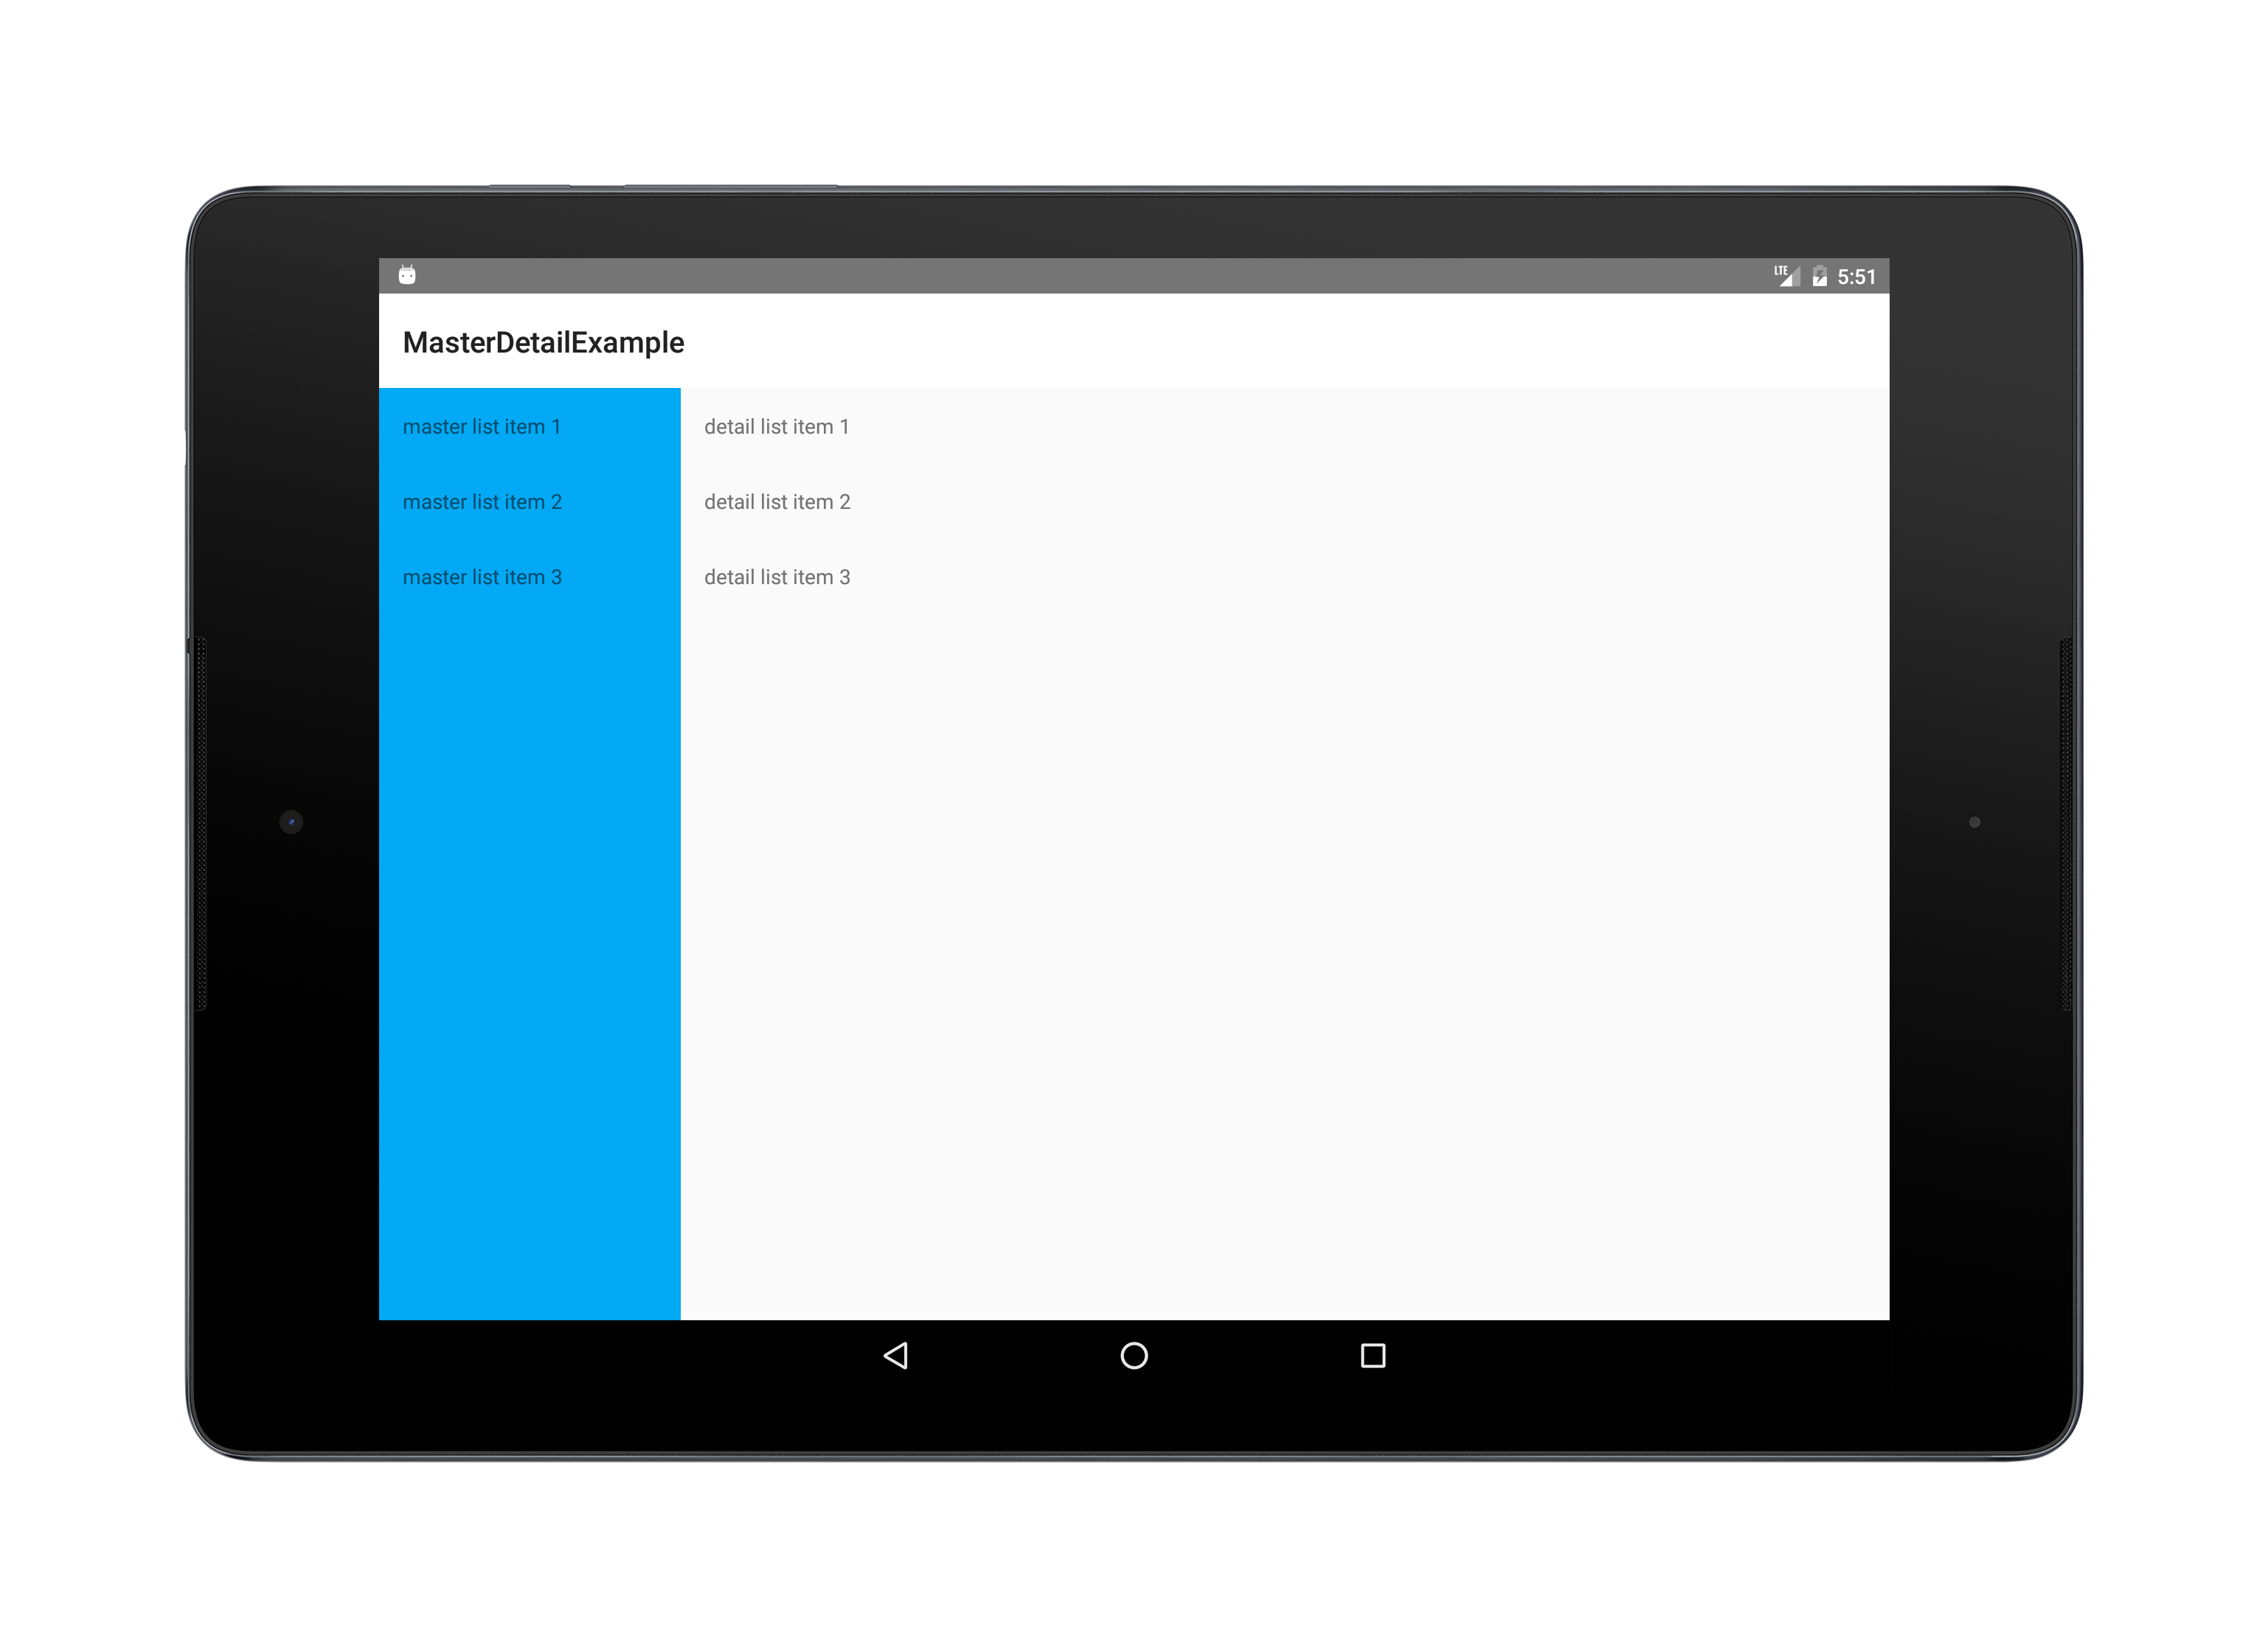 LTE 5:51
MasterDetailExample
master list item 1
master list item 2
master list item 3
detail list item 1
detail list item 2
detail list item 3